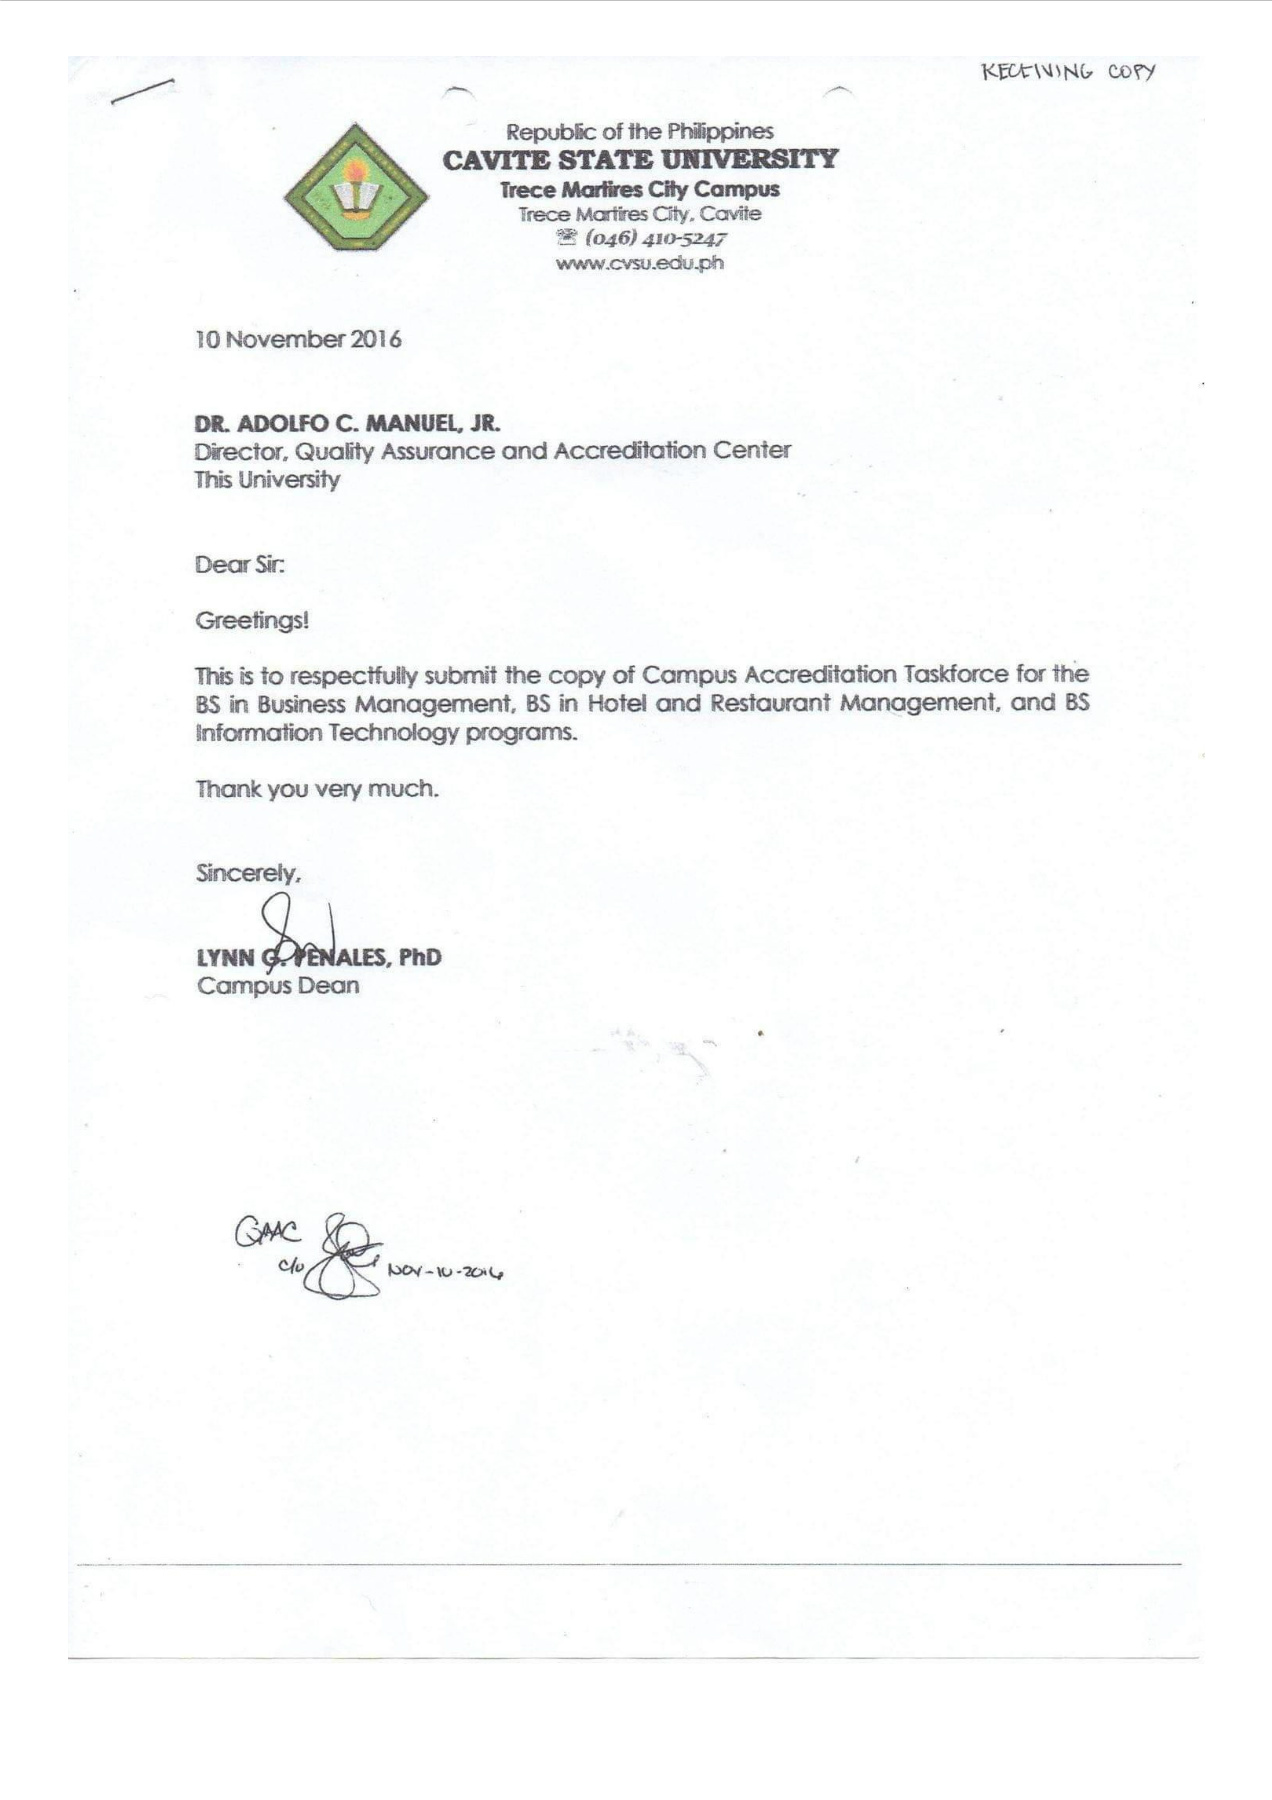 RECEIVING COPY
Republic of the Philippines
CAVITE STATE UNIVERSITY
Trece Martires City Campus
Trece Martires City, Cavite
☏ (046) 410-5247
www.cvsu.edu.ph
10 November 2016
DR. ADOLFO C. MANUEL, JR.
Director, Quality Assurance and Accreditation Center
This University
Dear Sir:
Greetings!
This is to respectfully submit the copy of Campus Accreditation Taskforce for the
BS in Business Management, BS in Hotel and Restaurant Management, and BS
Information Technology programs.
Thank you very much.
Sincerely,
LYNN G. PENALES, PhD
Campus Dean
QAAC
c/o NOV-10-2016